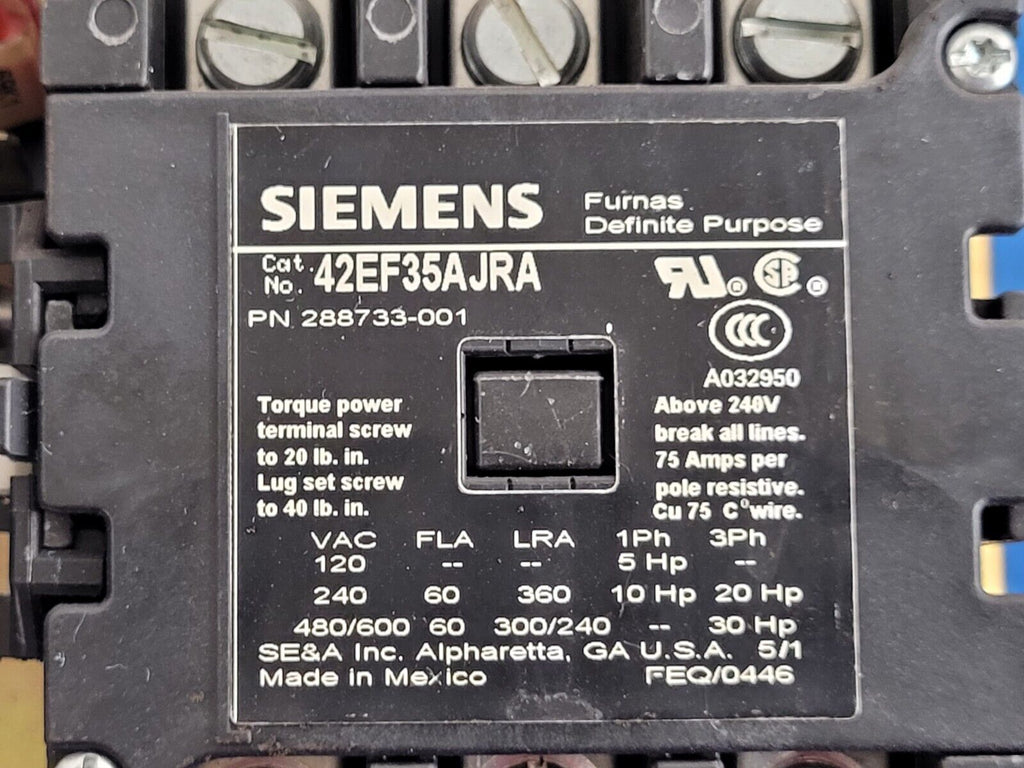 SIEMENS Furnas
Definite Purpose
Cat. No. 42EF35AJRA
PN 288733-001
A032950
Torque power
terminal screw
to 20 lb. in.
Lug set screw
to 40 lb. in.
Above 240V
break all lines.
75 Amps per
pole resistive.
Cu 75 C° wire.
VAC FLA LRA 1Ph 3Ph
120 -- -- 5 Hp --
240 60 360 10 Hp 20 Hp
480/600 60 300/240 -- 30 Hp
SE&A Inc. Alpharetta, GA U.S.A. 5/1
Made in Mexico FEQ/0446